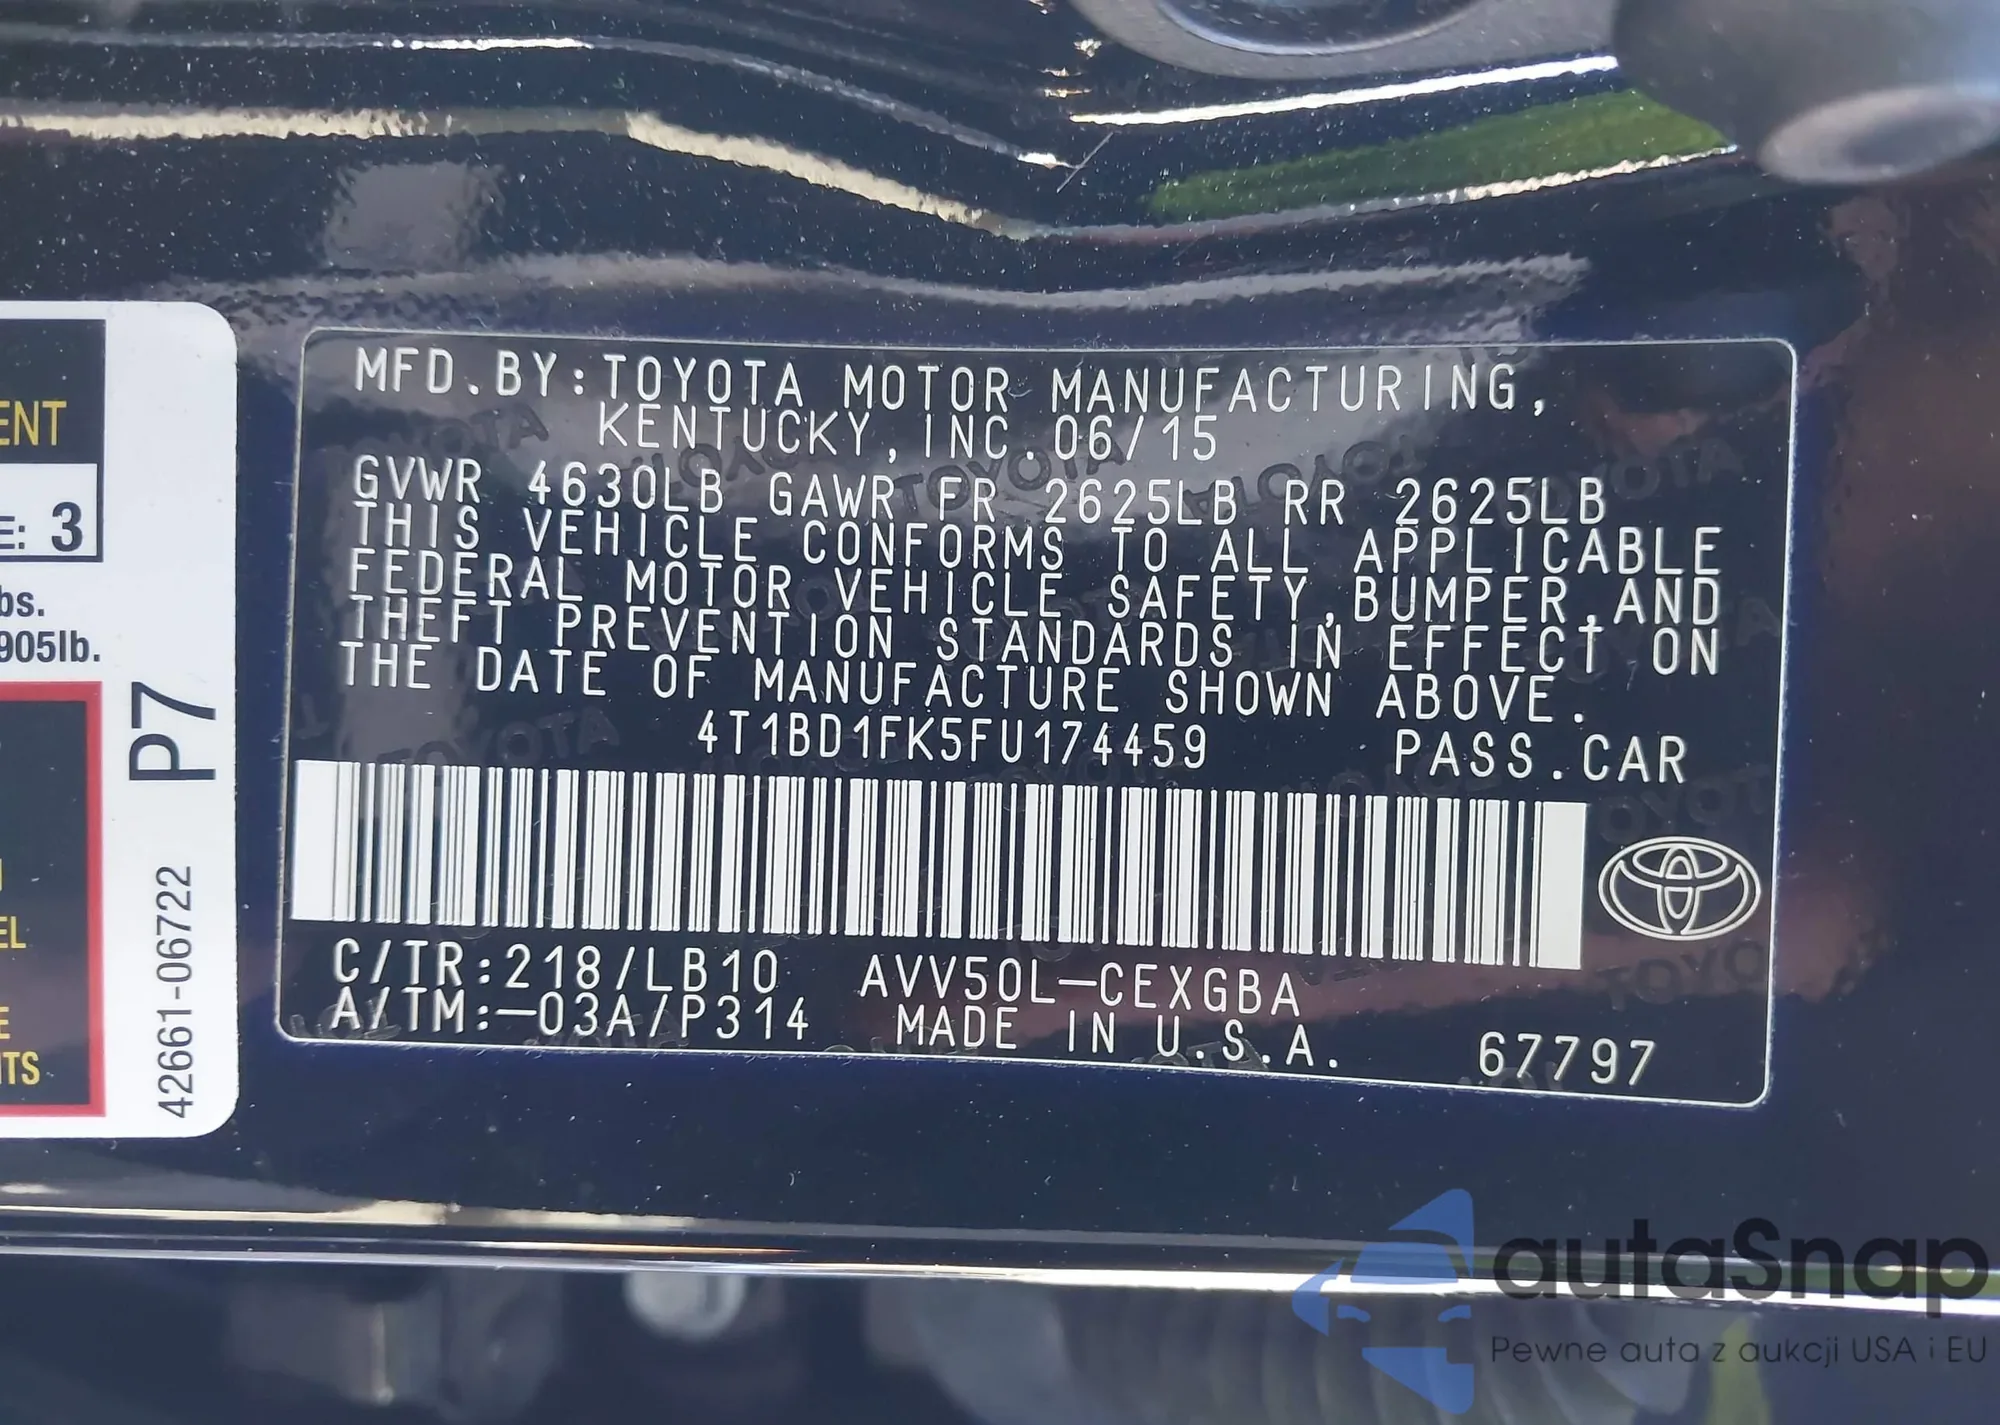 ENT
E: 3
bs.
905lb.
EL
E
ITS
P7
42661-06722
MFD.BY:TOYOTA MOTOR MANUFACTURING,
KENTUCKY,INC.06/15
GVWR 4630LB GAWR FR 2625LB RR 2625LB
THIS VEHICLE CONFORMS TO ALL APPLICABLE
FEDERAL MOTOR VEHICLE SAFETY,BUMPER,AND
THEFT PREVENTION STANDARDS IN EFFECT ON
THE DATE OF MANUFACTURE SHOWN ABOVE.
4T1BD1FK5FU174459 PASS.CAR
C/TR:218/LB10 AVV50L-CEXGBA
A/TM:-03A/P314 MADE IN U.S.A. 67797
autaSnap
Pewne auta z aukcji USA i EU